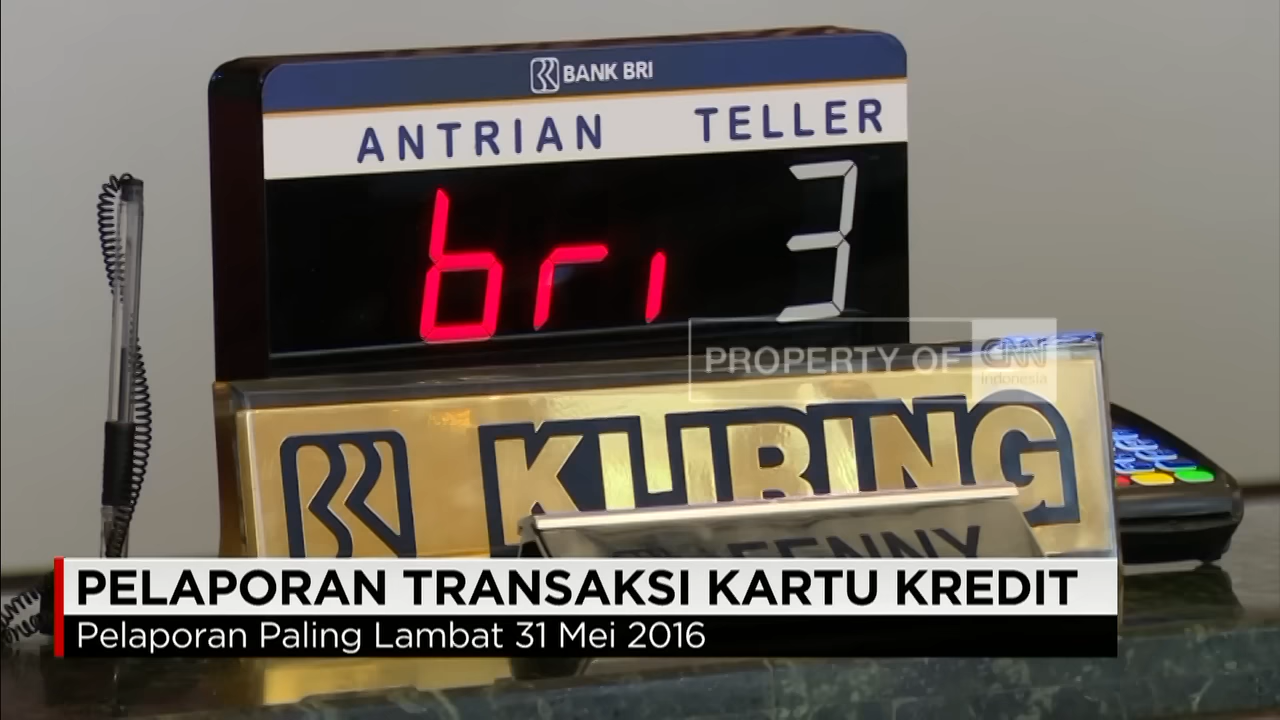 BANK BRI
ANTRIAN TELLER
bri 3
PROPERTY OF CNN Indonesia
KLIRING
FENNY
PELAPORAN TRANSAKSI KARTU KREDIT
Pelaporan Paling Lambat 31 Mei 2016